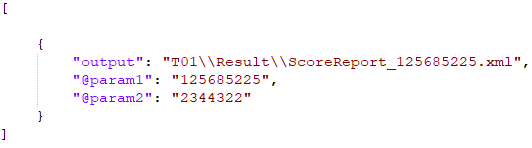 [
{
"output": "T01\\Result\\ScoreReport_125685225.xml",
"@param1": "125685225",
"@param2": "2344322"
}
]